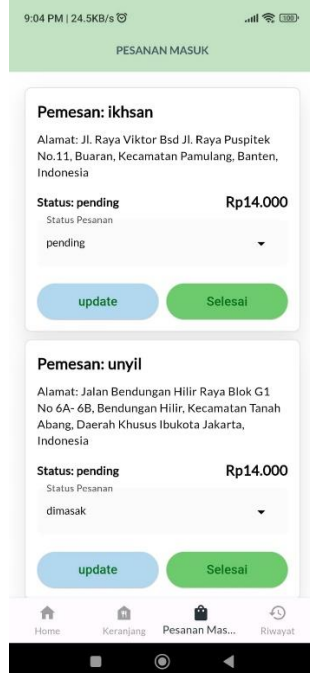 9:04 PM | 24.5KB/s
100
PESANAN MASUK
Pemesan: ikhsan
Alamat: Jl. Raya Viktor Bsd Jl. Raya Puspitek
No.11, Buaran, Kecamatan Pamulang, Banten,
Indonesia
Status: pending Rp14.000
Status Pesanan
pending
update Selesai
Pemesan: unyil
Alamat: Jalan Bendungan Hilir Raya Blok G1
No 6A- 6B, Bendungan Hilir, Kecamatan Tanah
Abang, Daerah Khusus Ibukota Jakarta,
Indonesia
Status: pending Rp14.000
Status Pesanan
dimasak
update Selesai
Home Keranjang Pesanan Mas... Riwayat